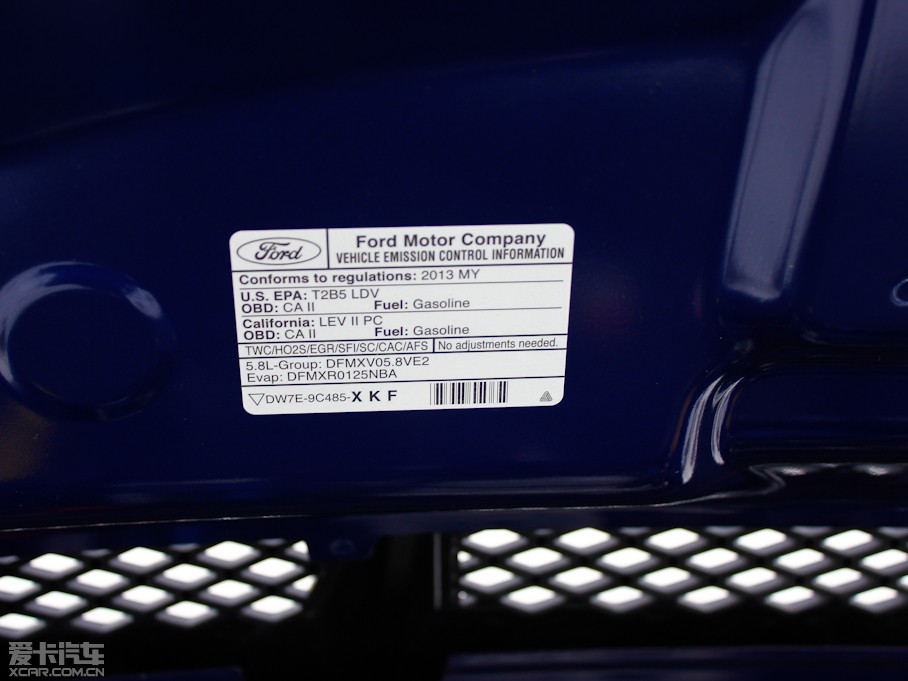 Ford
Ford Motor Company
VEHICLE EMISSION CONTROL INFORMATION
Conforms to regulations: 2013 MY
U.S. EPA: T2B5 LDV
OBD: CA II Fuel: Gasoline
California: LEV II PC
OBD: CA II Fuel: Gasoline
TWC/HO2S/EGR/SFI/SC/CAC/AFS No adjustments needed.
5.8L-Group: DFMXV05.8VE2
Evap: DFMXR0125NBA
DW7E-9C485-X K F
爱卡汽车
XCAR.COM.CN